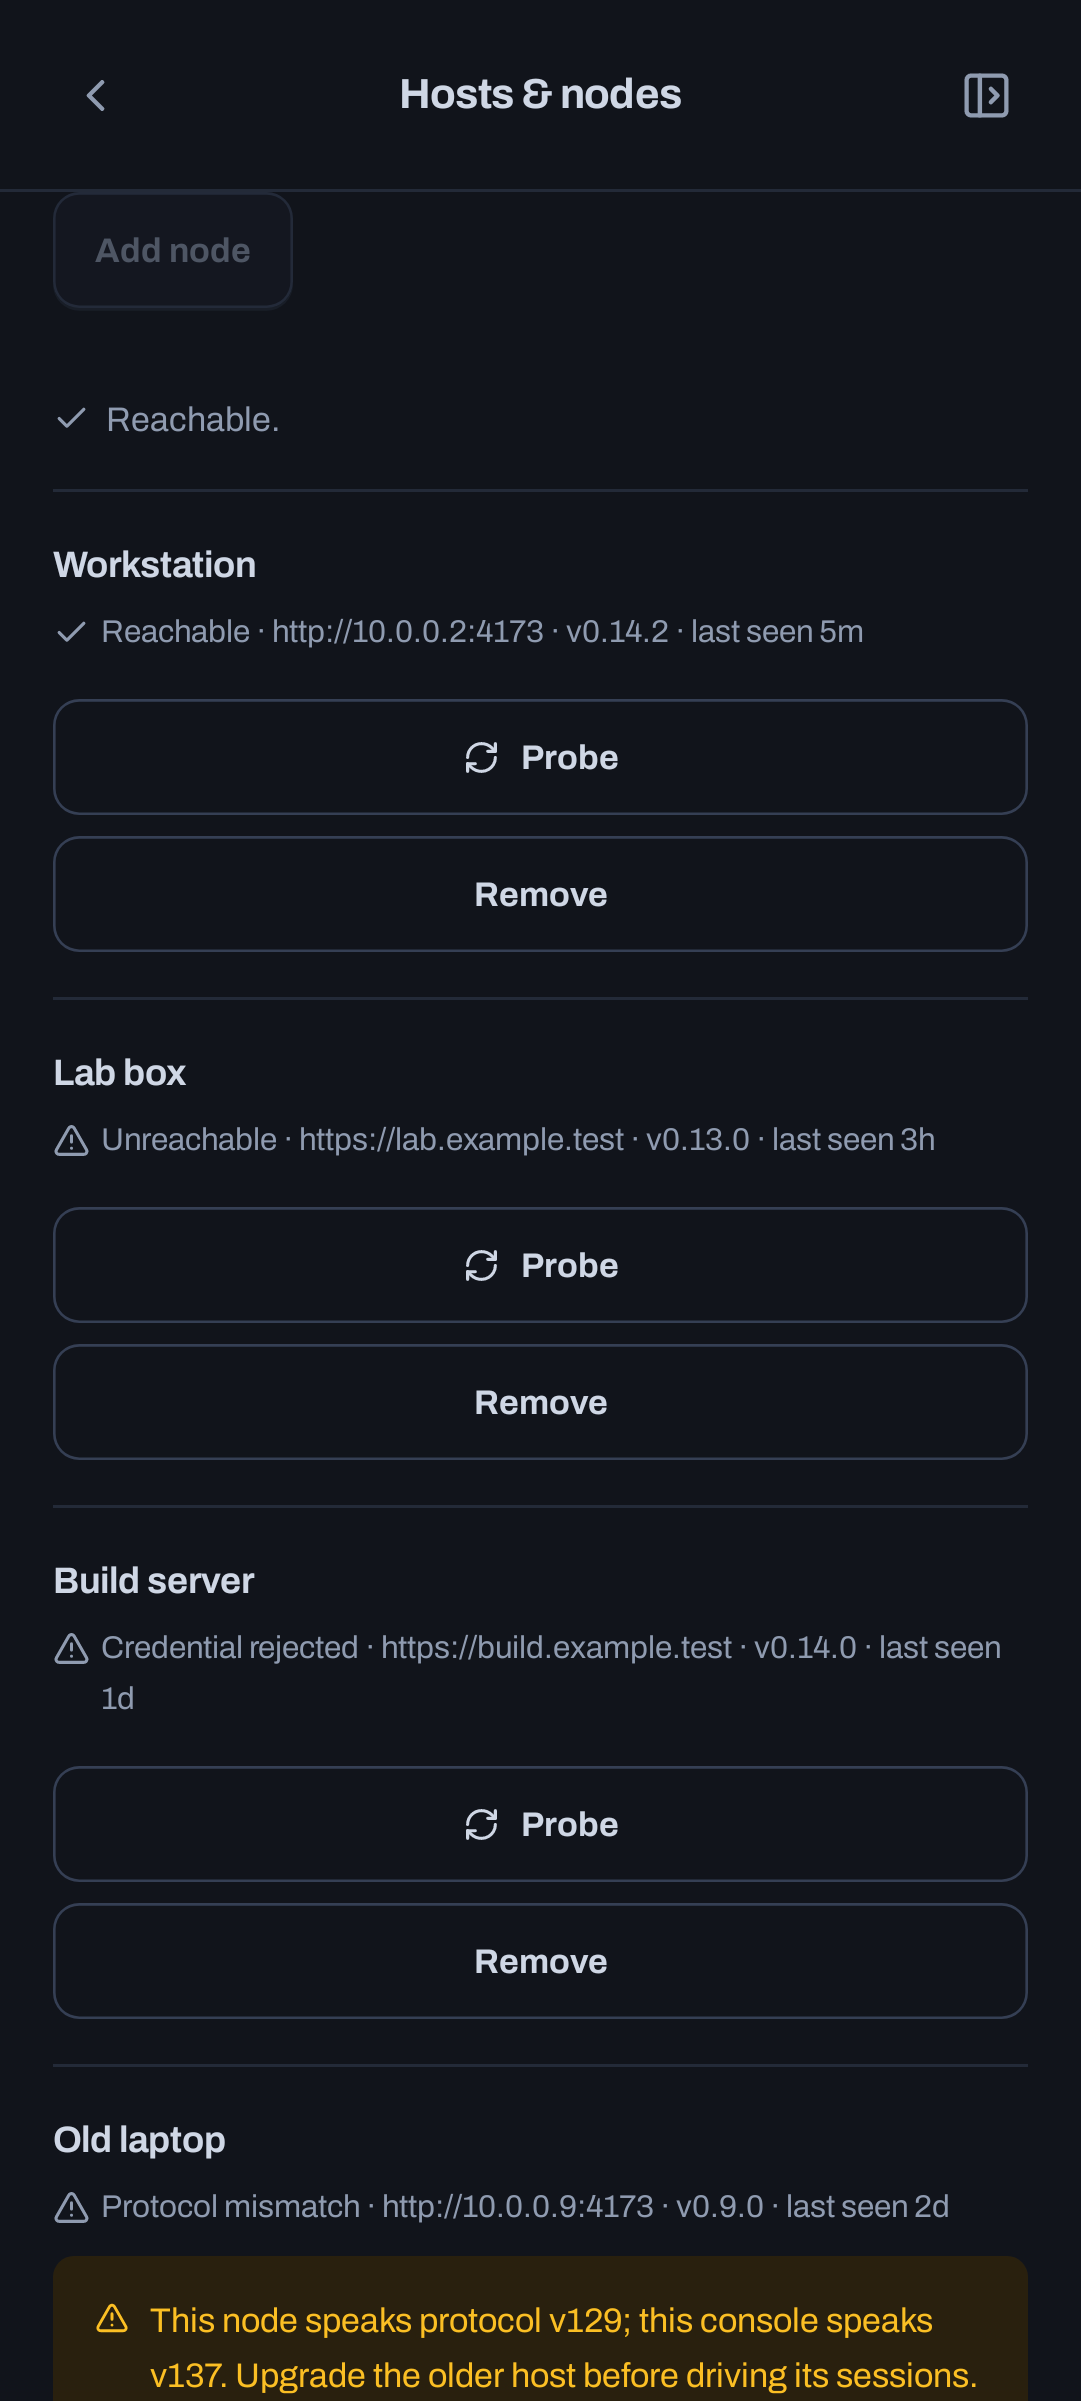 Hosts & nodes
Add node
Reachable.
Workstation
Reachable · http://10.0.0.2:4173 · v0.14.2 · last seen 5m
Probe
Remove
Lab box
Unreachable · https://lab.example.test · v0.13.0 · last seen 3h
Probe
Remove
Build server
Credential rejected · https://build.example.test · v0.14.0 · last seen
1d
Probe
Remove
Old laptop
Protocol mismatch · http://10.0.0.9:4173 · v0.9.0 · last seen 2d
This node speaks protocol v129; this console speaks
v137. Upgrade the older host before driving its sessions.